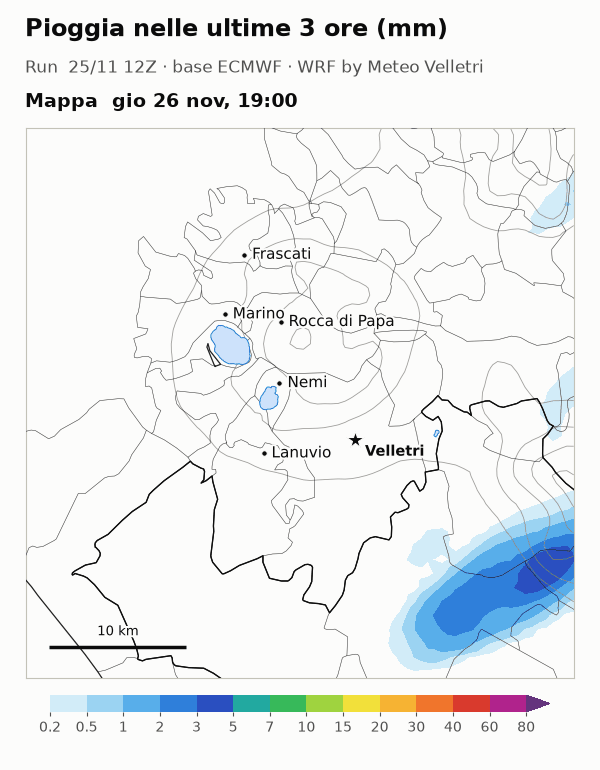 Pioggia nelle ultime 3 ore (mm)
Run  25/11 12Z · base ECMWF · WRF by Meteo Velletri
Mappa  gio 26 nov, 19:00
Frascati
Marino
Rocca di Papa
Nemi
Velletri
Lanuvio
10 km
0.2 0.5 1 2 3 5 7 10 15 20 30 40 60 80